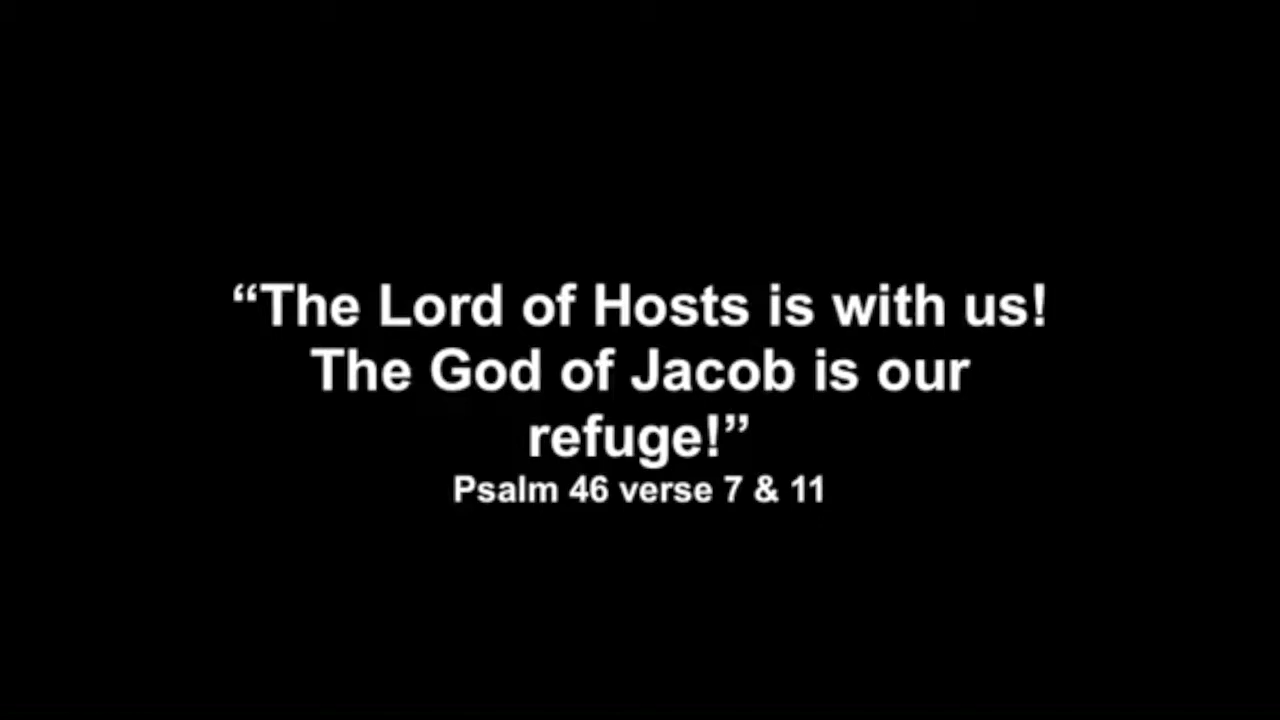 “The Lord of Hosts is with us!
The God of Jacob is our
refuge!”
Psalm 46 verse 7 & 11